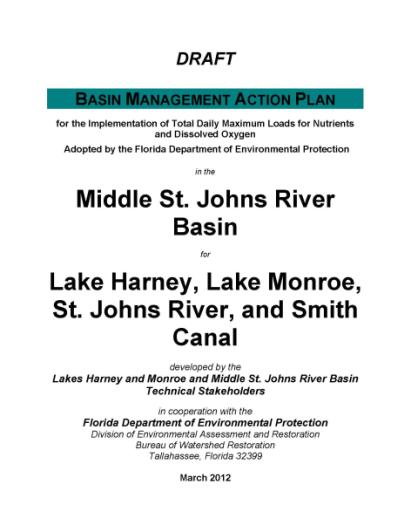 DRAFT
BASIN MANAGEMENT ACTION PLAN
for the Implementation of Total Daily Maximum Loads for Nutrients
and Dissolved Oxygen
Adopted by the Florida Department of Environmental Protection
in the
Middle St. Johns River
Basin
for
Lake Harney, Lake Monroe,
St. Johns River, and Smith
Canal
developed by the
Lakes Harney and Monroe and Middle St. Johns River Basin
Technical Stakeholders
in cooperation with the
Florida Department of Environmental Protection
Division of Environmental Assessment and Restoration
Bureau of Watershed Restoration
Tallahassee, Florida 32399
March 2012